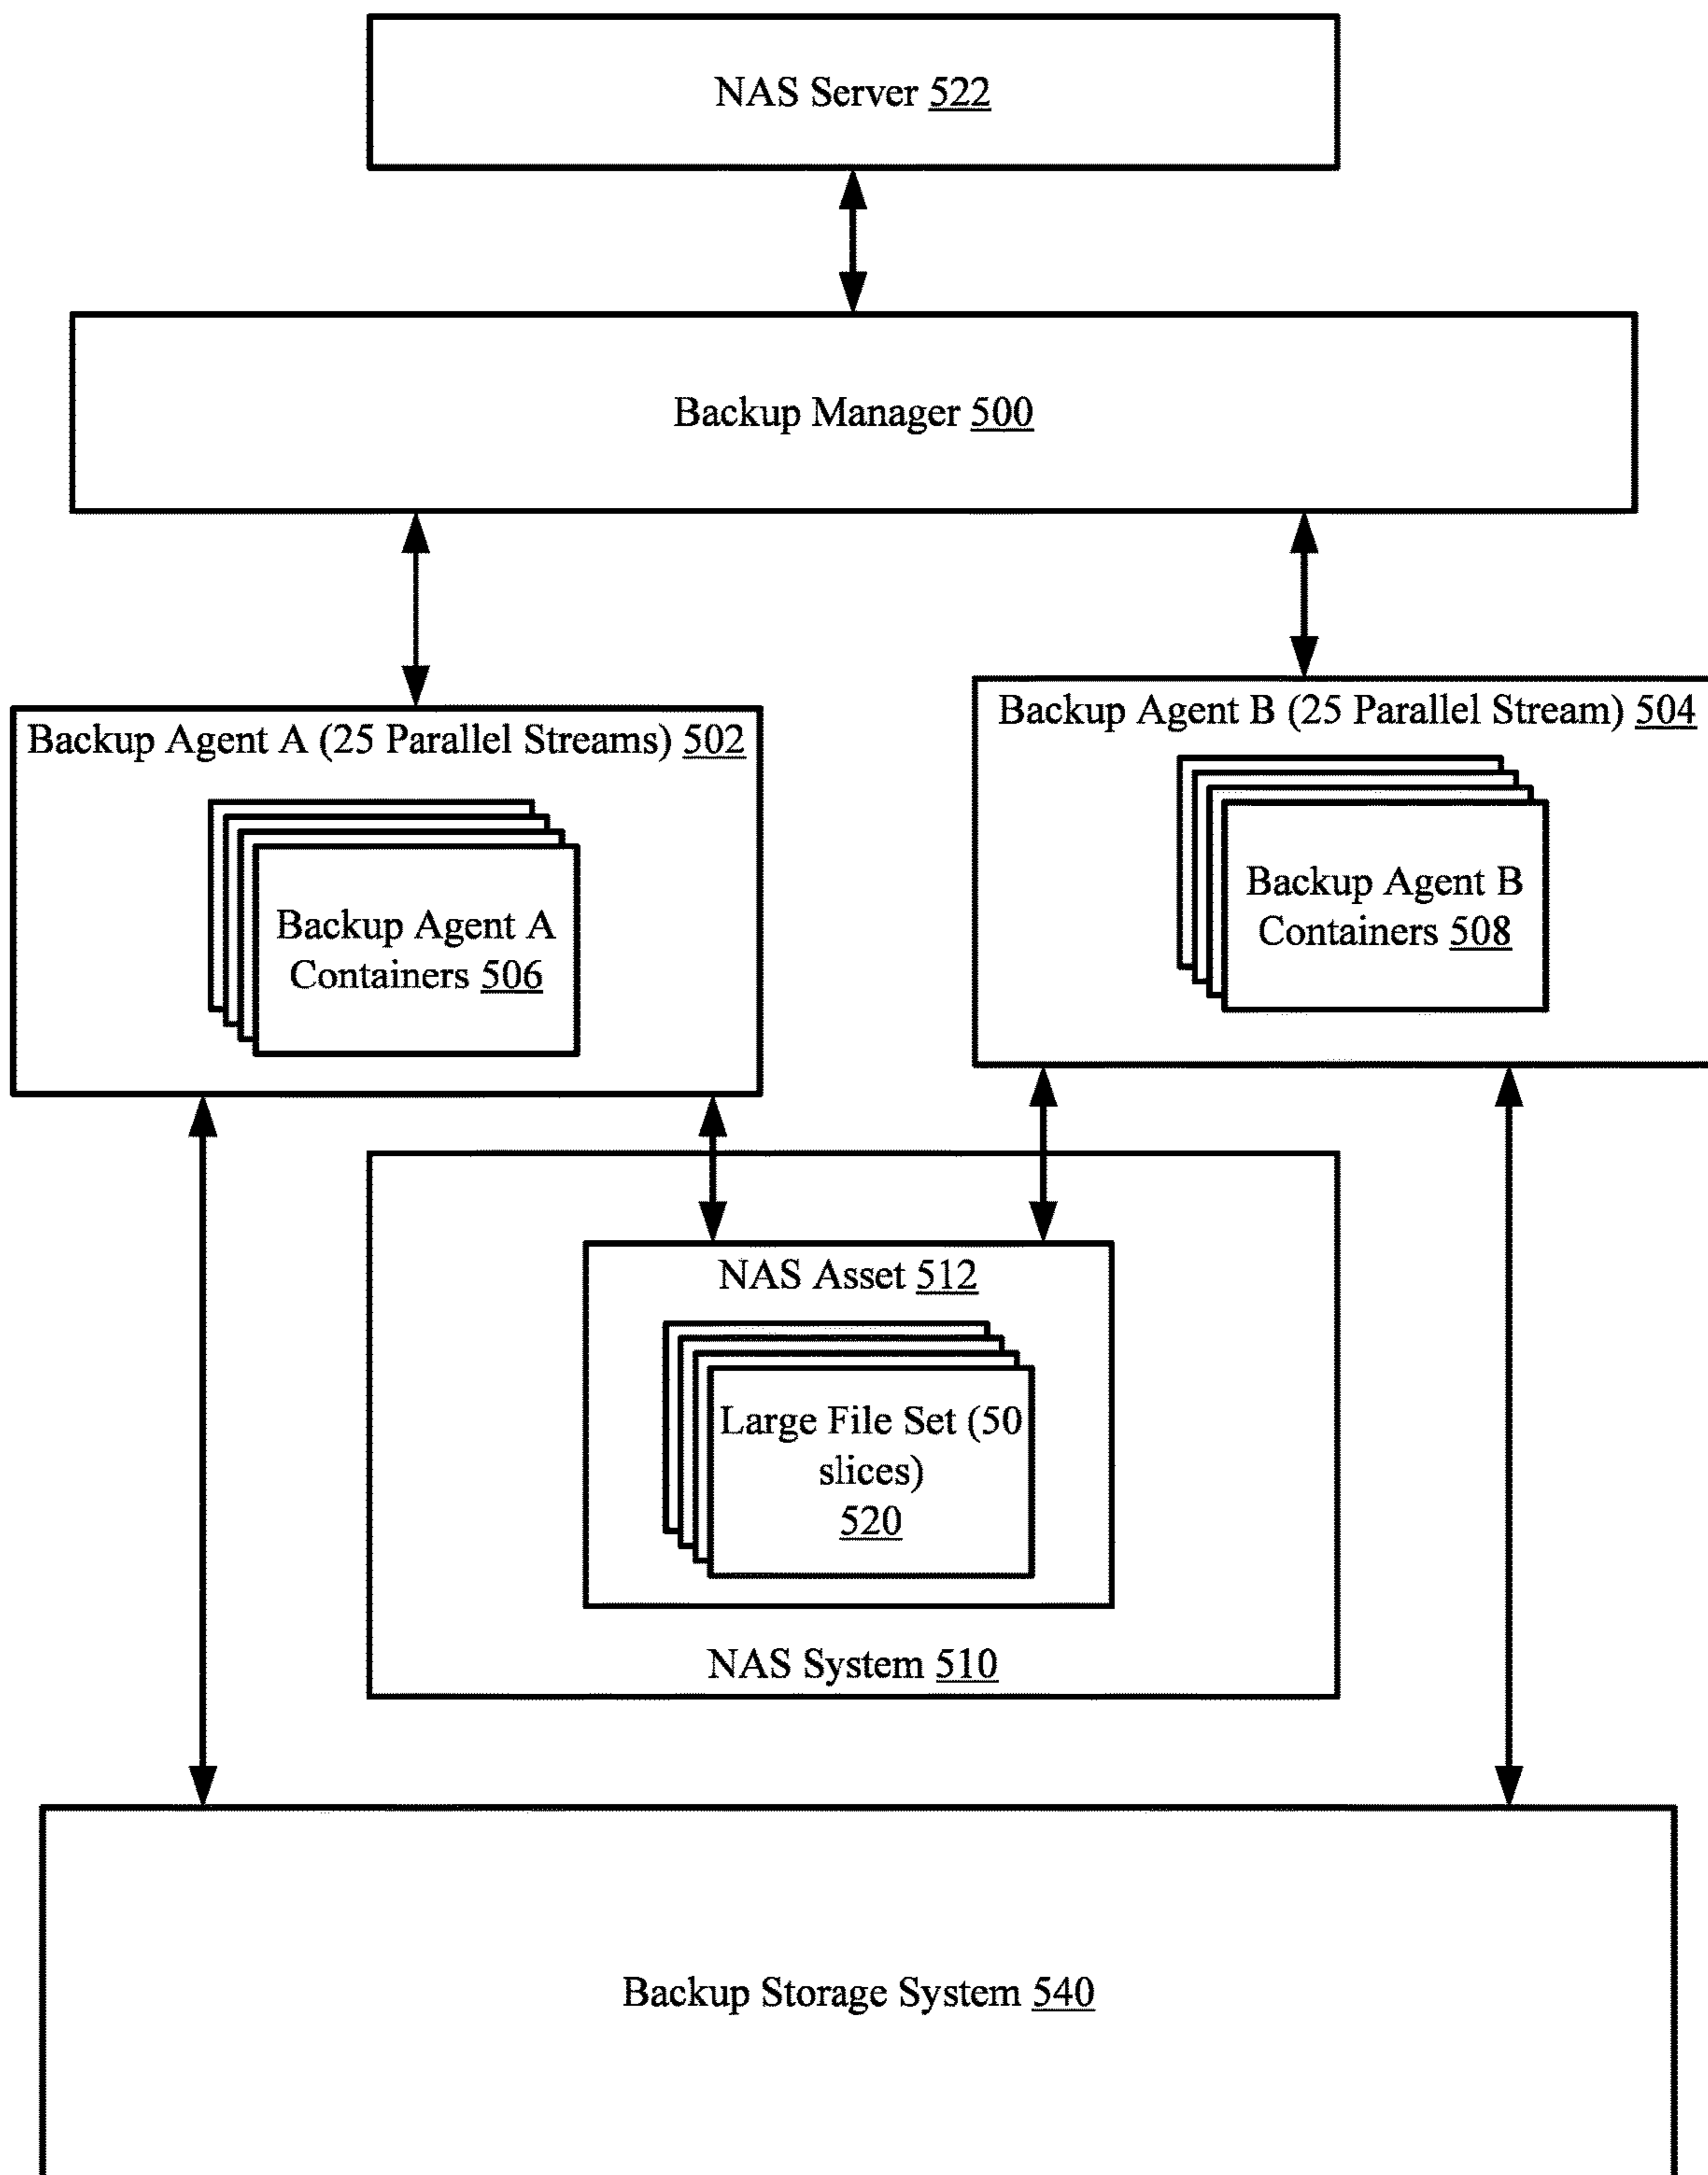 NAS Server 522
Backup Manager 500
Backup Agent A (25 Parallel Streams) 502
Backup Agent A
Containers 506
Backup Agent B (25 Parallel Stream) 504
Backup Agent B
Containers 508
NAS Asset 512
Large File Set (50
slices)
520
NAS System 510
Backup Storage System 540